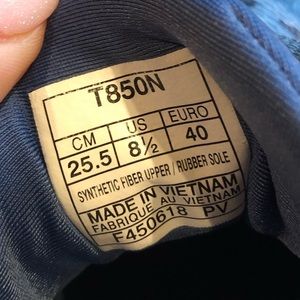 T850N
CM US EURO
25.5 8½ 40
SYNTHETIC FIBER UPPER / RUBBER SOLE
MADE IN VIETNAM
FABRIQUE AU VIETNAM
F450618 PV